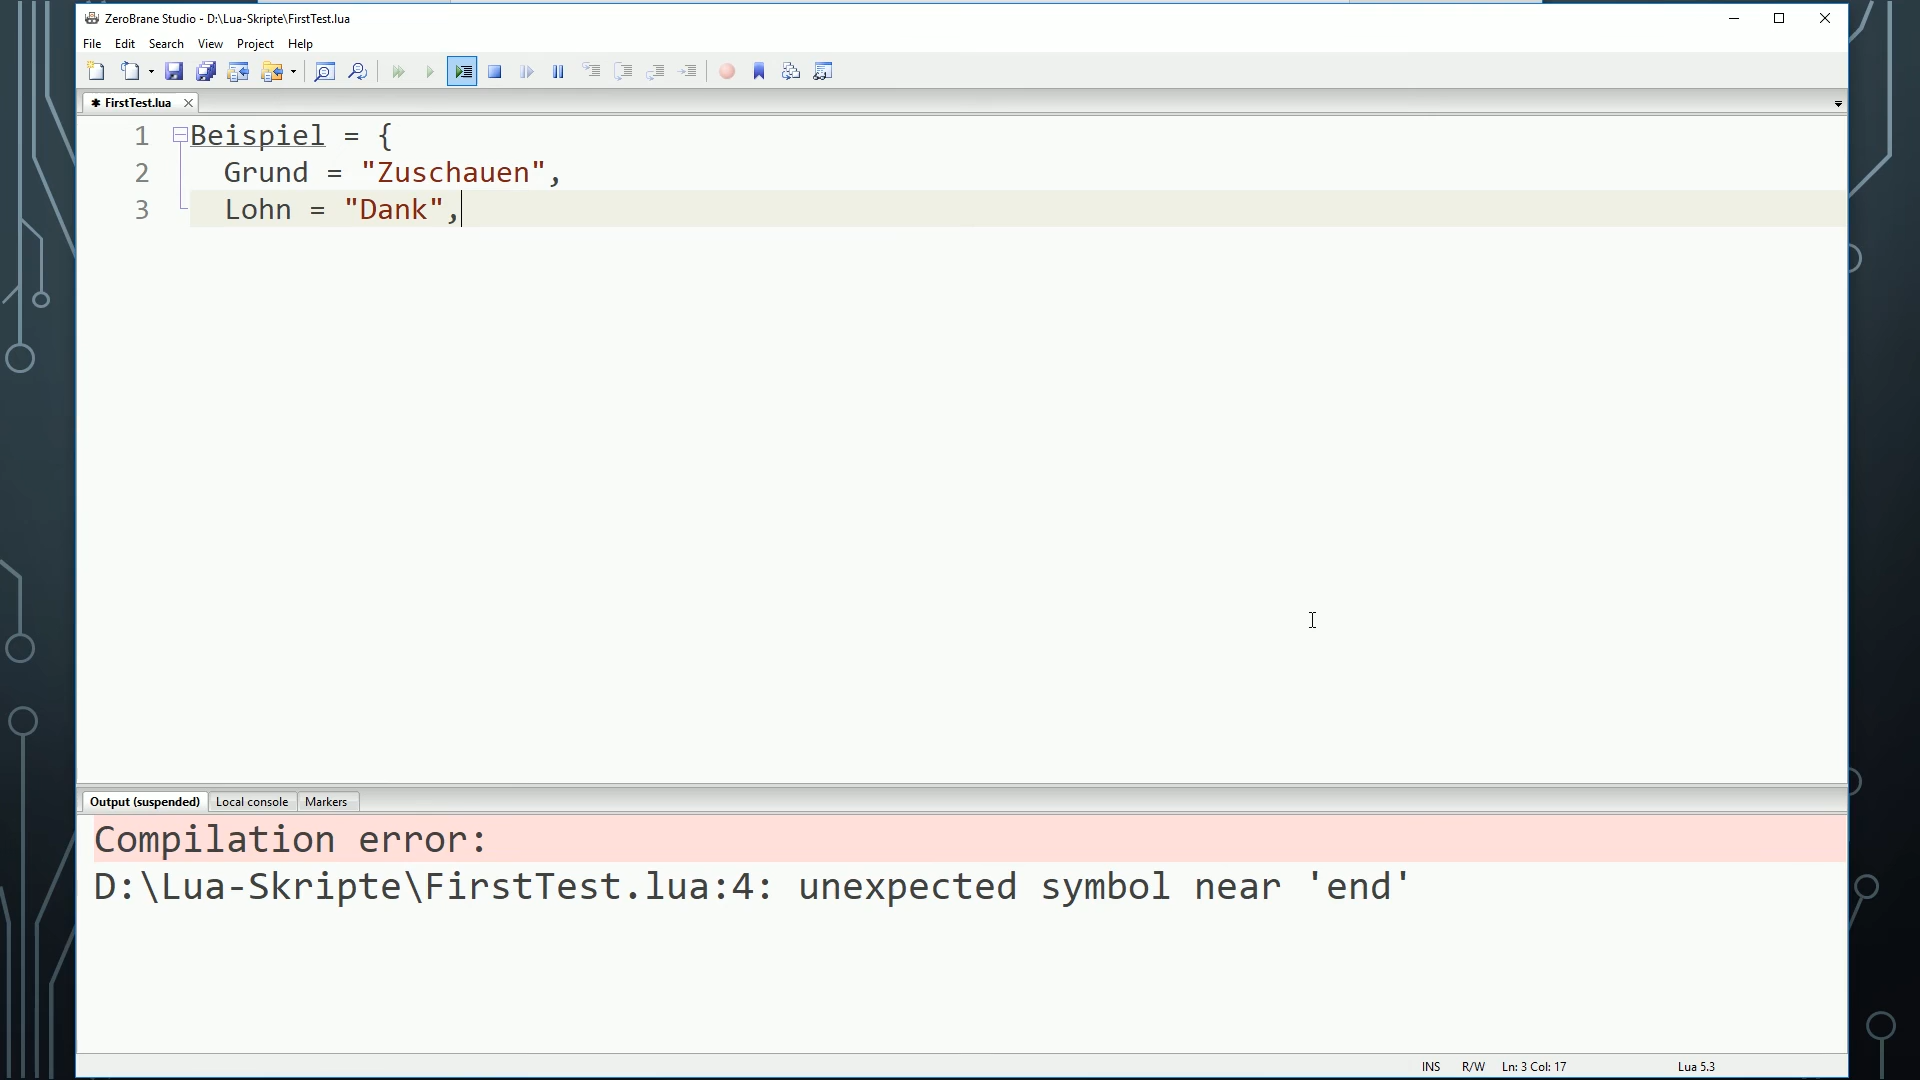 ZeroBrane Studio - D:\Lua-Skripte\FirstTest.lua
File Edit Search View Project Help
✱ FirstTest.lua
1 Beispiel = {
2 Grund = "Zuschauen",
3 Lohn = "Dank",
Output (suspended) Local console Markers
Compilation error:
D:\Lua-Skripte\FirstTest.lua:4: unexpected symbol near 'end'
INS R/W Ln: 3 Col: 17 Lua 5.3